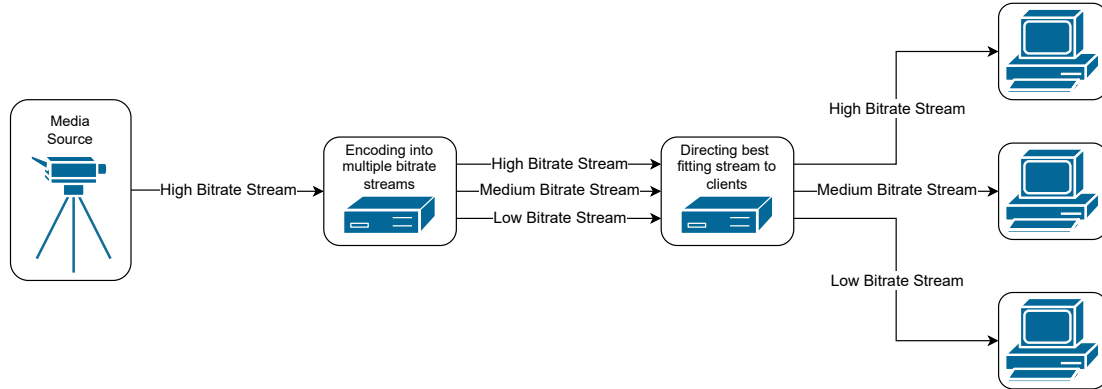 Media
Source
High Bitrate Stream
Encoding into
multiple bitrate
streams
High Bitrate Stream
Medium Bitrate Stream
Low Bitrate Stream
Directing best
fitting stream to
clients
High Bitrate Stream
Medium Bitrate Stream
Low Bitrate Stream